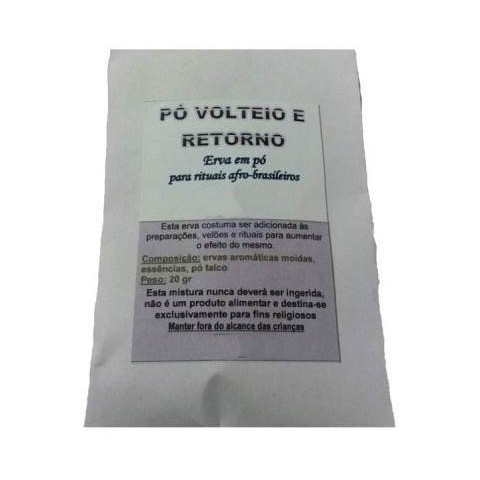 PÔ VOLTEIO E
RETORNO
Erva em pó
para rituais afro-brasileiros
Esta erva costuma ser adicionada às
preparações, velões e rituais para aumentar
o efeito do mesmo.
Composição: ervas aromáticas moidas,
essências, pó talco
Peso: 20 gr
Esta mistura nunca deverá ser ingerida,
não é um produto alimentar e destina-se
exclusivamente para fins religiosos
Manter fora do alcance das crianças